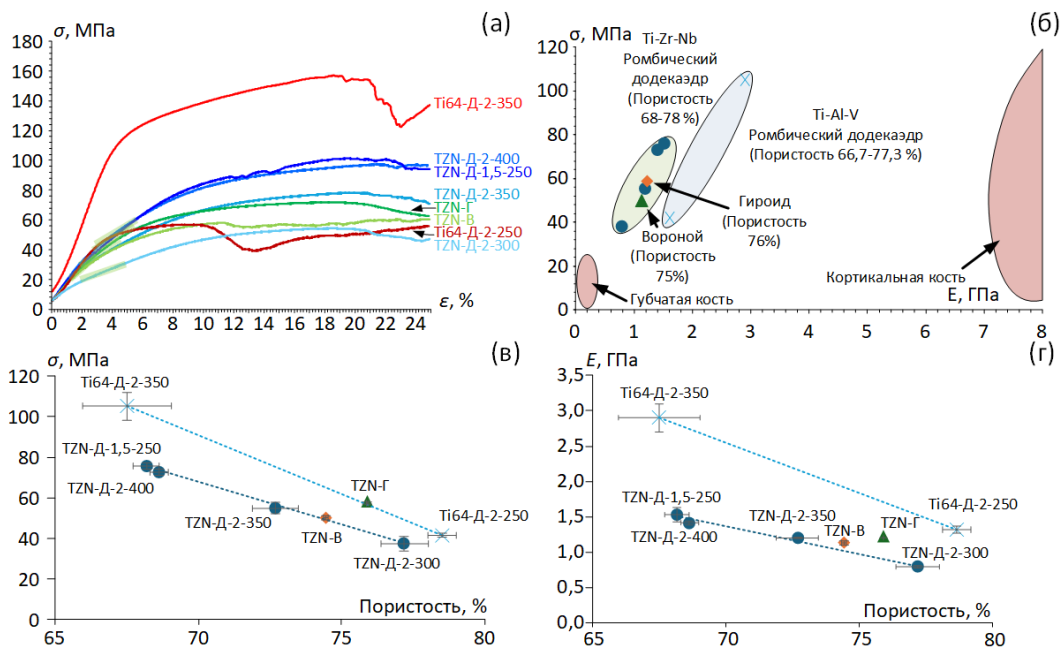 σ, МПа
(а)
180
160
140
120
100
80
60
40
20
0
0 2 4 6 8 10 12 14 16 18 20 22 24
ε, %
Ti64-Д-2-350
TZN-Д-2-400
TZN-Д-1,5-250
TZN-Д-2-350
TZN-Г
TZN-В
Ti64-Д-2-250
TZN-Д-2-300
σ, МПа
(б)
120
100
80
60
40
20
0
0 1 2 3 4 5 6 7 8
E, ГПа
Ti-Zr-Nb
Ромбический
додекаэдр
(Пористость
68-78 %)
Ti-Al-V
Ромбический додекаэдр
(Пористость 66,7-77,3 %)
Гироид
(Пористость
76%)
Вороной
(Пористость
75%)
Кортикальная кость
Губчатая кость
σ, МПа
(в)
120
100
80
60
40
20
0
65 70 75 80
Пористость, %
Ti64-Д-2-350
TZN-Д-1,5-250
TZN-Д-2-400
TZN-Д-2-350
TZN-Г
TZN-В
Ti64-Д-2-250
TZN-Д-2-300
E, ГПа
(г)
3,5
3,0
2,5
2,0
1,5
1,0
0,5
0,0
65 70 75 80
Пористость, %
Ti64-Д-2-350
TZN-Д-1,5-250
TZN-Д-2-400
TZN-Д-2-350
TZN-В
TZN-Г
Ti64-Д-2-250
TZN-Д-2-300